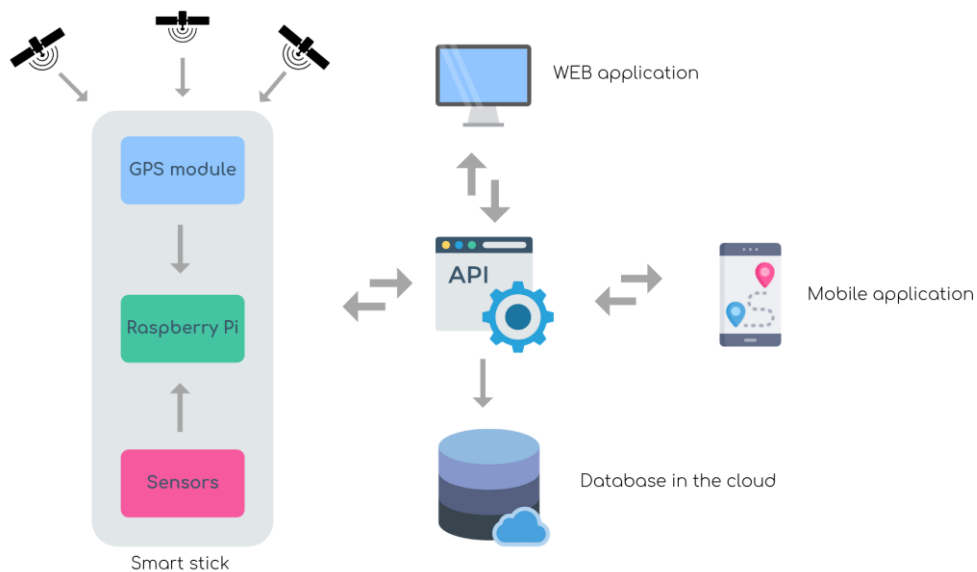 WEB application
GPS module
API
Mobile application
Raspberry Pi
Sensors
Database in the cloud
Smart stick